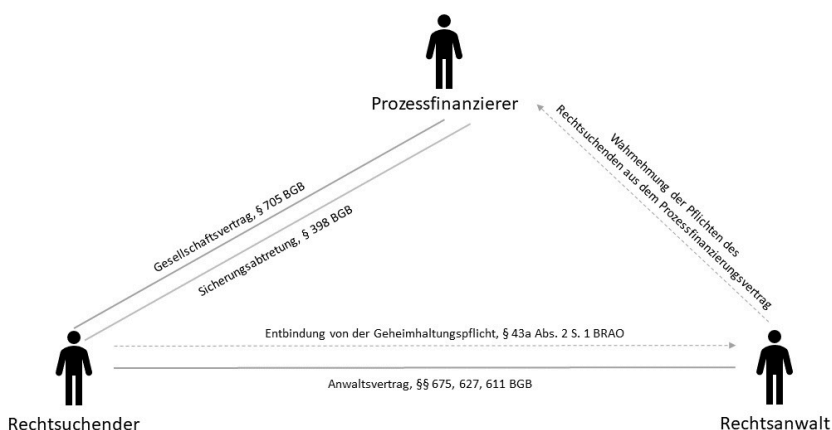 Prozessfinanzierer
Wahrnehmung der Pflichten des
Rechtsuchenden aus dem Prozessfinanzierungsvertrag
Gesellschaftsvertrag, § 705 BGB
Sicherungsabtretung, § 398 BGB
Entbindung von der Geheimhaltungspflicht, § 43a Abs. 2 S. 1 BRAO
Anwaltsvertrag, §§ 675, 627, 611 BGB
Rechtsuchender
Rechtsanwalt